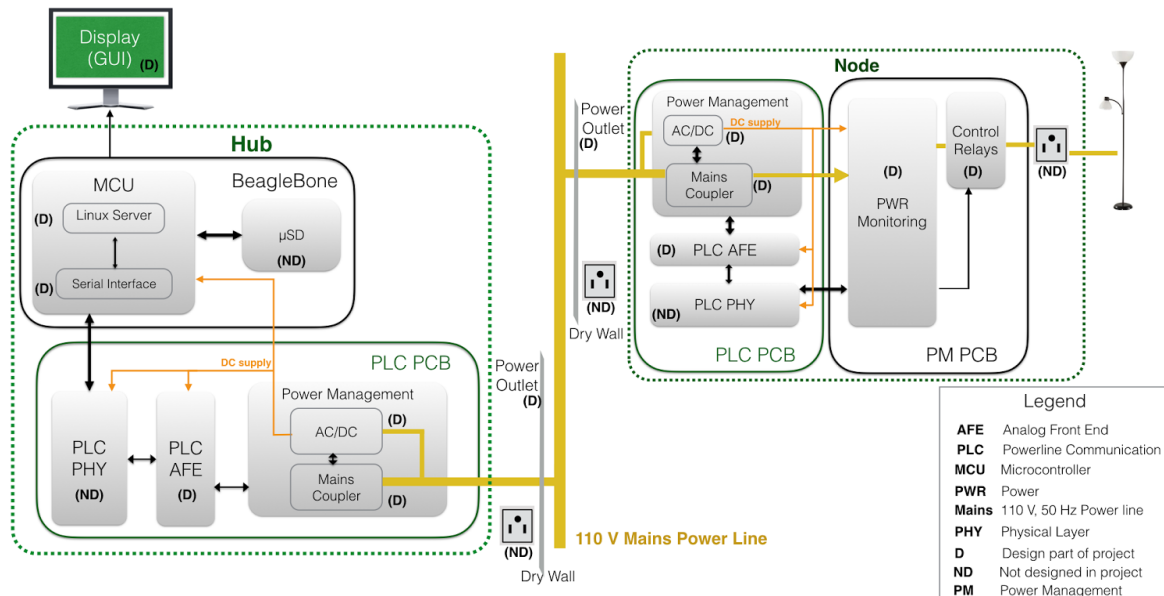 Display
(GUI) (D)
Hub
MCU
BeagleBone
(D)
Linux Server
µSD
(ND)
(D)
Serial Interface
DC supply
PLC PCB
Power Management
PLC
PHY
(ND)
PLC
AFE
(D)
AC/DC
(D)
Mains
Coupler
(D)
Power
Outlet
(D)
(ND)
Dry Wall
110 V Mains Power Line
Power
Outlet
(D)
(ND)
Dry Wall
Node
Power Management
AC/DC
(D)
DC supply
Mains
Coupler
(D)
(D)
PLC AFE
(ND)
PLC PHY
PLC PCB
(D)
PWR
Monitoring
Control
Relays
(D)
PM PCB
(ND)
Legend
AFE Analog Front End
PLC Powerline Communication
MCU Microcontroller
PWR Power
Mains 110 V, 50 Hz Power line
PHY Physical Layer
D Design part of project
ND Not designed in project
PM Power Management